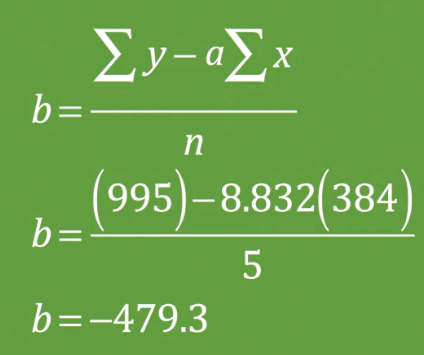 b = (∑y − a∑x) / n
b = ((995) − 8.832(384)) / 5
b = −479.3